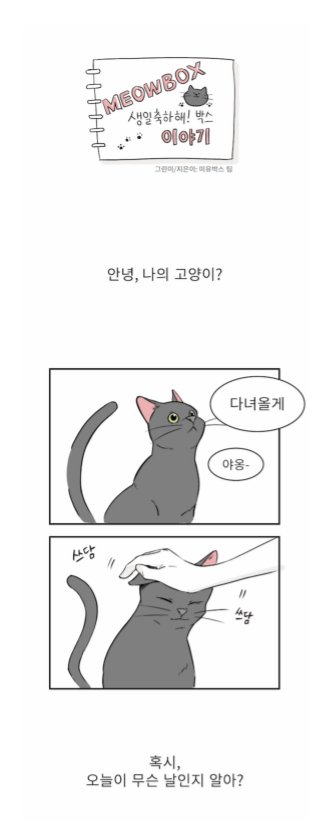 MEOWBOX
생일축하해! 박스
이야기
그린이/지은이: 미유박스 팀
안녕, 나의 고양이?
다녀올게
야옹-
쓰담
쓰담
혹시,
오늘이 무슨 날인지 알아?